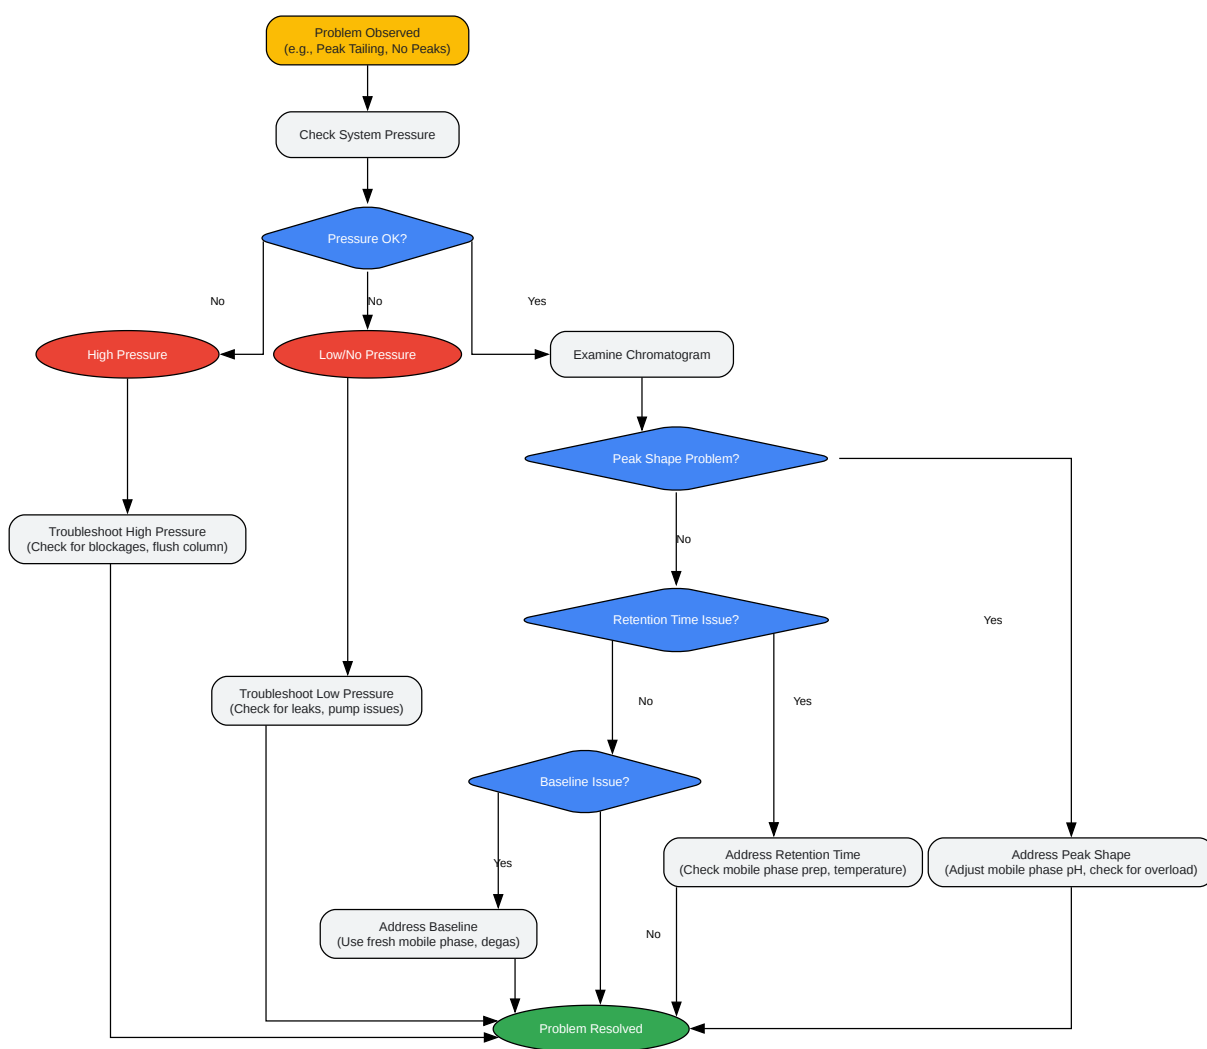 Problem Observed
(e.g., Peak Tailing, No Peaks)
Check System Pressure
Pressure OK?
No
No
Yes
High Pressure
Low/No Pressure
Examine Chromatogram
Peak Shape Problem?
Troubleshoot High Pressure
(Check for blockages, flush column)
No
Retention Time Issue?
Yes
Troubleshoot Low Pressure
(Check for leaks, pump issues)
No
Yes
Baseline Issue?
Yes
Address Retention Time
(Check mobile phase prep, temperature)
Address Peak Shape
(Adjust mobile phase pH, check for overload)
Address Baseline
(Use fresh mobile phase, degas)
No
Problem Resolved